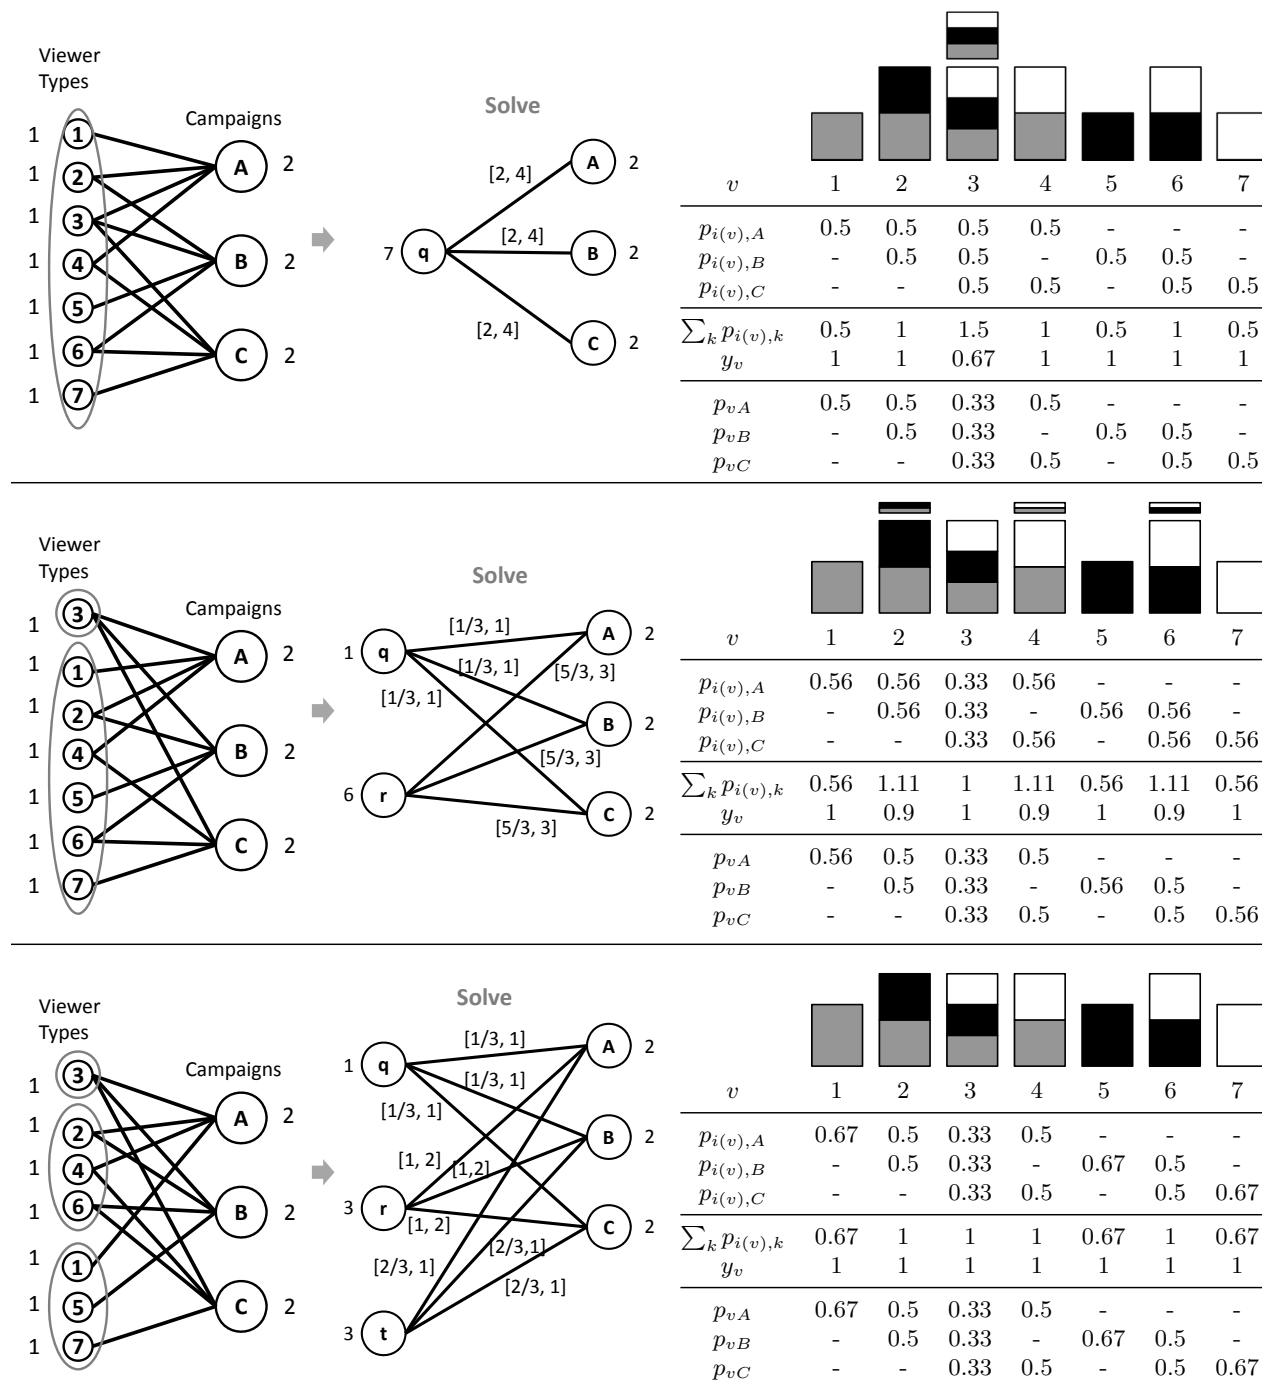 Viewer
Types
Campaigns
Solve
1 1
1 2
1 3
1 4
1 5
1 6
1 7
A 2
B 2
C 2
7 q
[2, 4]
[2, 4]
[2, 4]
A 2
B 2
C 2
v 1 2 3 4 5 6 7
p_{i(v),A} 0.5 0.5 0.5 0.5 - - -
p_{i(v),B} - 0.5 0.5 - 0.5 0.5 -
p_{i(v),C} - - 0.5 0.5 - 0.5 0.5
∑_k p_{i(v),k} 0.5 1 1.5 1 0.5 1 0.5
y_v 1 1 0.67 1 1 1 1
p_{vA} 0.5 0.5 0.33 0.5 - - -
p_{vB} - 0.5 0.33 - 0.5 0.5 -
p_{vC} - - 0.33 0.5 - 0.5 0.5
Viewer
Types
Campaigns
Solve
1 3
1 1
1 2
1 4
1 5
1 6
1 7
A 2
B 2
C 2
1 q
6 r
[1/3, 1]
[1/3, 1]
[1/3, 1]
[5/3, 3]
[5/3, 3]
[5/3, 3]
A 2
B 2
C 2
v 1 2 3 4 5 6 7
p_{i(v),A} 0.56 0.56 0.33 0.56 - - -
p_{i(v),B} - 0.56 0.33 - 0.56 0.56 -
p_{i(v),C} - - 0.33 0.56 - 0.56 0.56
∑_k p_{i(v),k} 0.56 1.11 1 1.11 0.56 1.11 0.56
y_v 1 0.9 1 0.9 1 0.9 1
p_{vA} 0.56 0.5 0.33 0.5 - - -
p_{vB} - 0.5 0.33 - 0.56 0.5 -
p_{vC} - - 0.33 0.5 - 0.5 0.56
Viewer
Types
Campaigns
Solve
1 3
1 2
1 4
1 6
1 1
1 5
1 7
A 2
B 2
C 2
1 q
3 r
3 t
[1/3, 1]
[1/3, 1]
[1/3, 1]
[1, 2]
[1,2]
[1, 2]
[2/3,1]
[2/3, 1]
[2/3, 1]
A 2
B 2
C 2
v 1 2 3 4 5 6 7
p_{i(v),A} 0.67 0.5 0.33 0.5 - - -
p_{i(v),B} - 0.5 0.33 - 0.67 0.5 -
p_{i(v),C} - - 0.33 0.5 - 0.5 0.67
∑_k p_{i(v),k} 0.67 1 1 1 0.67 1 0.67
y_v 1 1 1 1 1 1 1
p_{vA} 0.67 0.5 0.33 0.5 - - -
p_{vB} - 0.5 0.33 - 0.67 0.5 -
p_{vC} - - 0.33 0.5 - 0.5 0.67